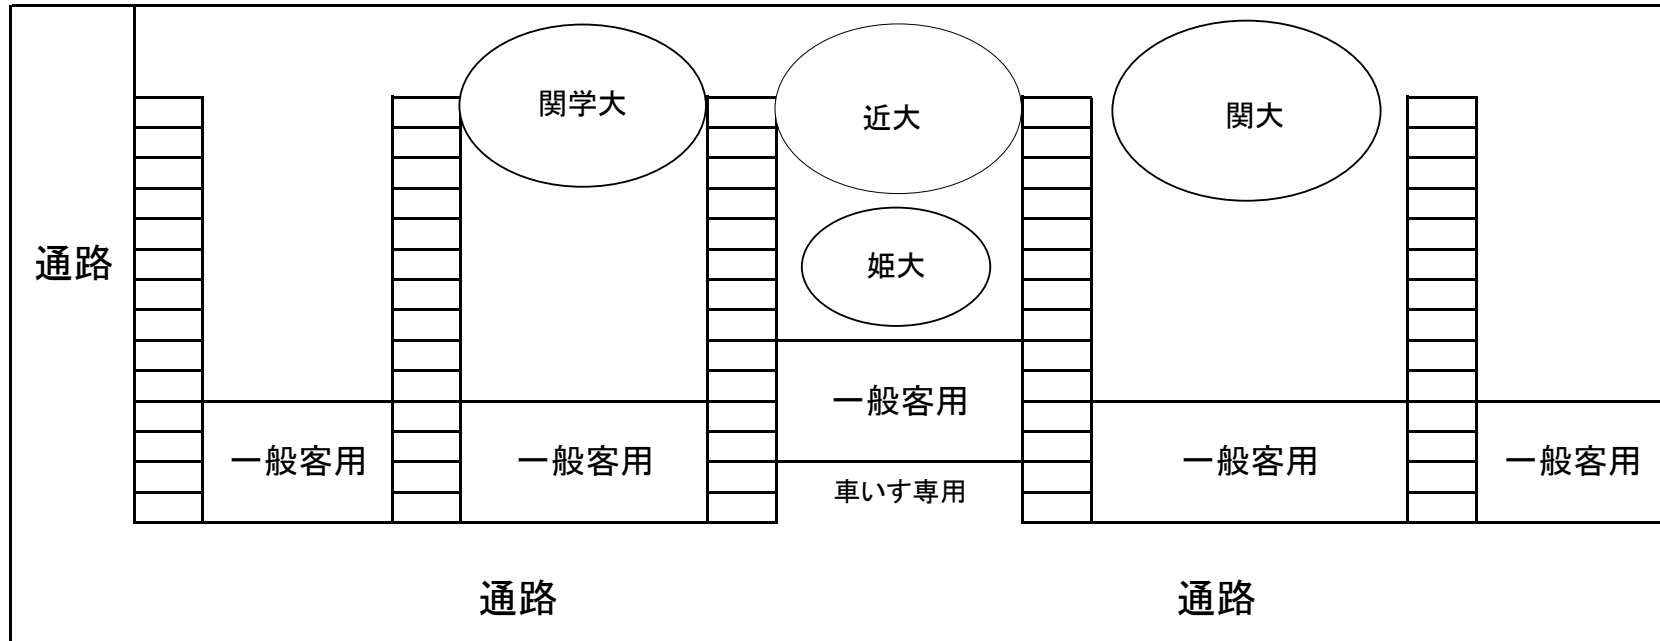 関学大
近大
関大
通路
姫大
一般客用
一般客用
一般客用
一般客用
一般客用
車いす専用
通路
通路